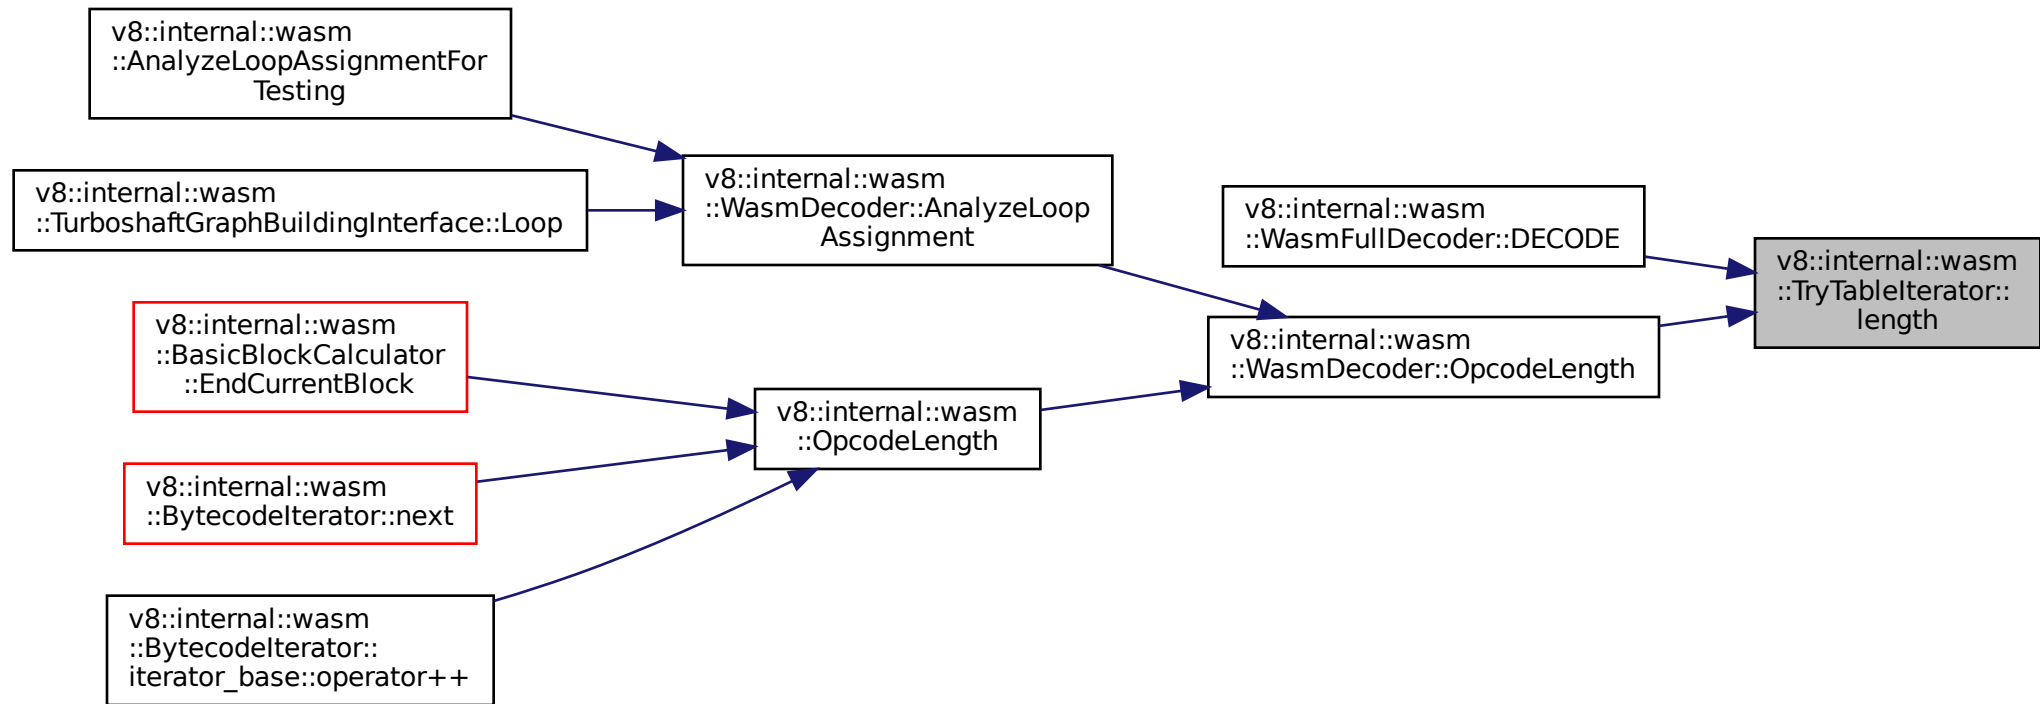 v8::internal::wasm
::AnalyzeLoopAssignmentFor
Testing
v8::internal::wasm
::TurboshaftGraphBuildingInterface::Loop
v8::internal::wasm
::WasmDecoder::AnalyzeLoop
Assignment
v8::internal::wasm
::WasmFullDecoder::DECODE
v8::internal::wasm
::TryTableIterator::
length
v8::internal::wasm
::BasicBlockCalculator
::EndCurrentBlock
v8::internal::wasm
::WasmDecoder::OpcodeLength
v8::internal::wasm
::OpcodeLength
v8::internal::wasm
::BytecodeIterator::next
v8::internal::wasm
::BytecodeIterator::
iterator_base::operator++